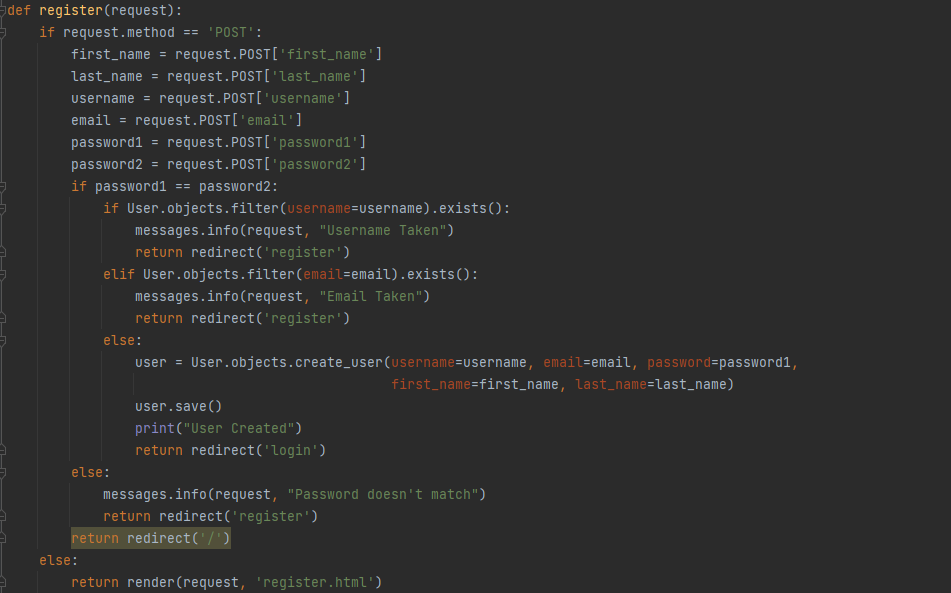 def register(request):
    if request.method == 'POST':
        first_name = request.POST['first_name']
        last_name = request.POST['last_name']
        username = request.POST['username']
        email = request.POST['email']
        password1 = request.POST['password1']
        password2 = request.POST['password2']
        if password1 == password2:
            if User.objects.filter(username=username).exists():
                messages.info(request, "Username Taken")
                return redirect('register')
            elif User.objects.filter(email=email).exists():
                messages.info(request, "Email Taken")
                return redirect('register')
            else:
                user = User.objects.create_user(username=username, email=email, password=password1,
                                                first_name=first_name, last_name=last_name)
                user.save()
                print("User Created")
                return redirect('login')
        else:
            messages.info(request, "Password doesn't match")
            return redirect('register')
        return redirect('/')
    else:
        return render(request, 'register.html')